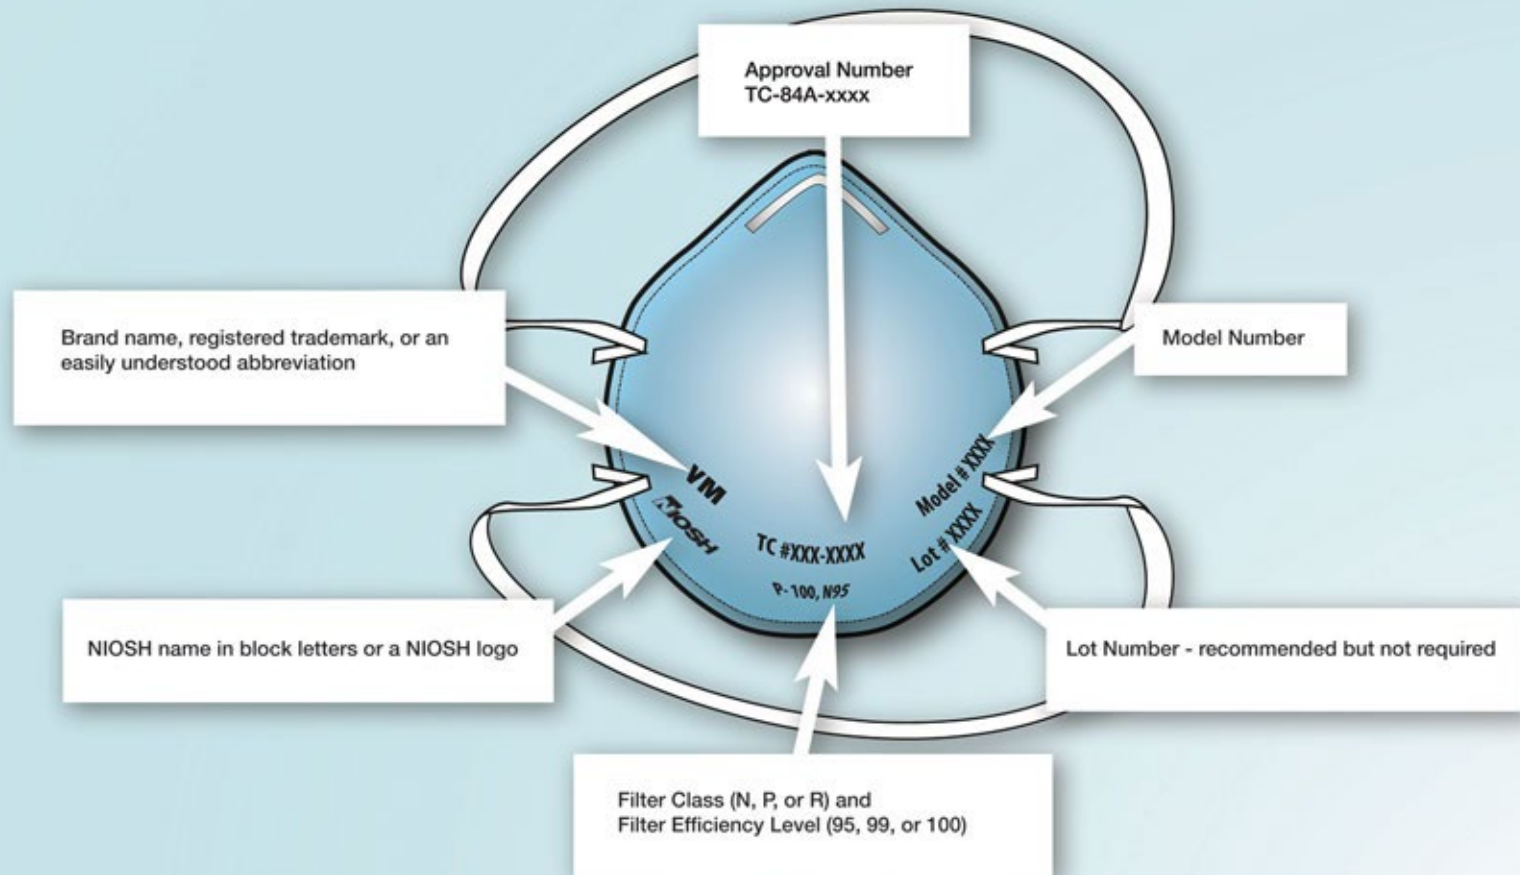 Approval Number
TC-84A-xxxx
Brand name, registered trademark, or an
easily understood abbreviation
Model Number
VM
NIOSH
TC #XXX-XXXX
P-100, N95
Model # XXXX
Lot # XXXX
NIOSH name in block letters or a NIOSH logo
Lot Number - recommended but not required
Filter Class (N, P, or R) and
Filter Efficiency Level (95, 99, or 100)